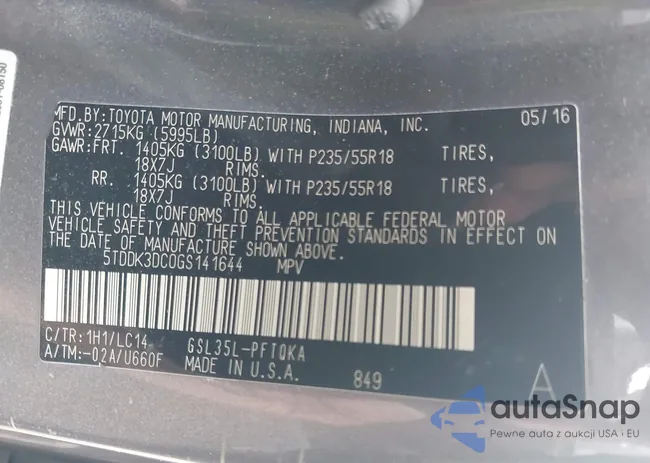 MFD.BY: TOYOTA MOTOR MANUFACTURING, INDIANA, INC. 05/16
GVWR: 2715KG (5995LB)
GAWR: FRT. 1405KG (3100LB) WITH P235/55R18 TIRES,
18X7J RIMS.
RR. 1405KG (3100LB) WITH P235/55R18 TIRES,
18X7J RIMS.
THIS VEHICLE CONFORMS TO ALL APPLICABLE FEDERAL MOTOR
VEHICLE SAFETY AND THEFT PREVENTION STANDARDS IN EFFECT ON
THE DATE OF MANUFACTURE SHOWN ABOVE.
5TDDK3DC0GS141644 MPV
C/TR: 1H1/LC14 GSL35L-PFTQKA
A/TM: -02A/U660F MADE IN U.S.A. 849 A
autaSnap
Pewne auta z aukcji USA i EU